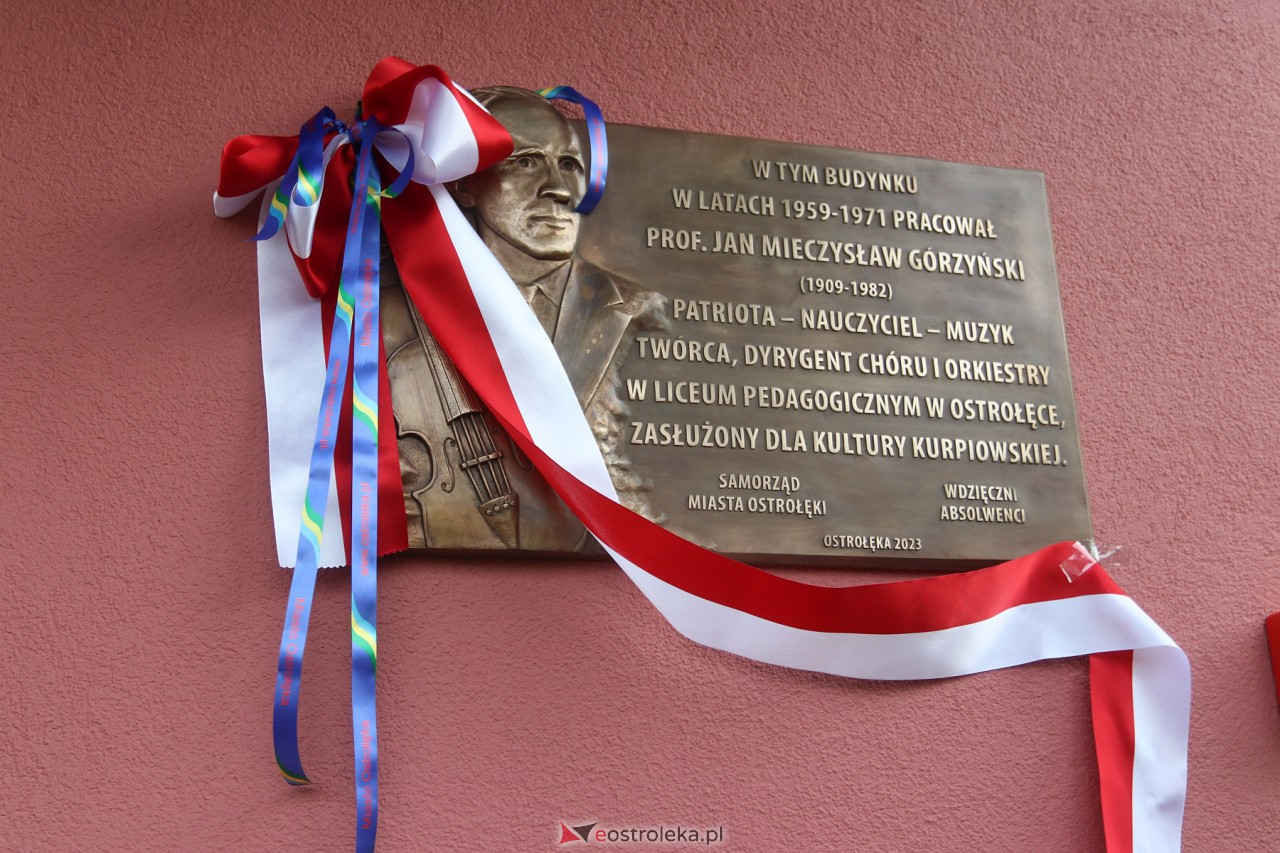 W TYM BUDYNKU
W LATACH 1959-1971 PRACOWAŁ
PROF. JAN MIECZYSŁAW GÓRZYŃSKI
(1909-1982)
PATRIOTA – NAUCZYCIEL – MUZYK
TWÓRCA, DYRYGENT CHÓRU I ORKIESTRY
W LICEUM PEDAGOGICZNYM W OSTROŁĘCE,
ZASŁUŻONY DLA KULTURY KURPIOWSKIEJ.
SAMORZĄD
MIASTA OSTROŁĘKI
WDZIĘCZNI
ABSOLWENCI
OSTROŁĘKA 2023
eostroleka.pl